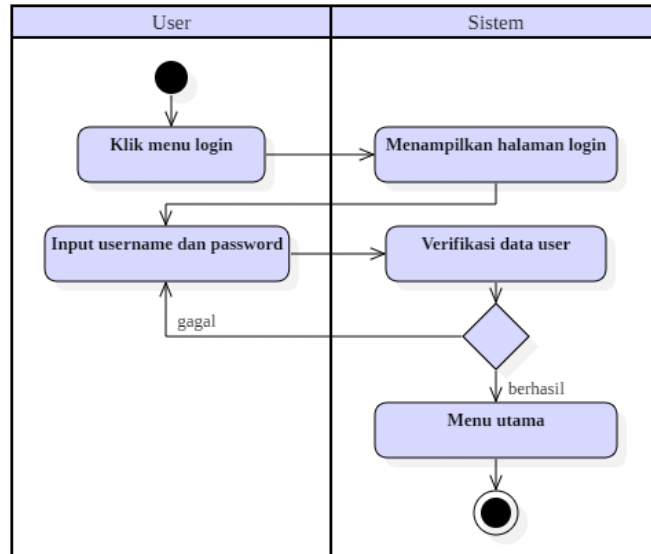 User
Sistem
Klik menu login
Menampilkan halaman login
Input username dan password
Verifikasi data user
gagal
berhasil
Menu utama